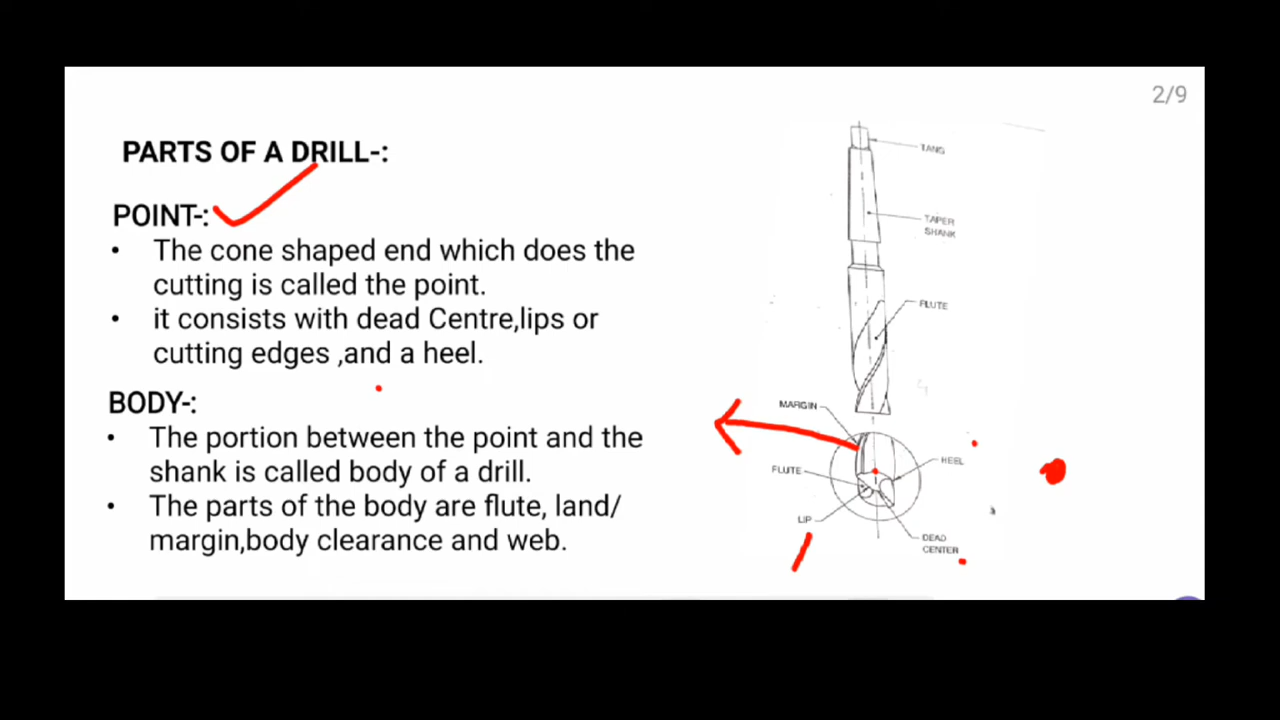 2/9
PARTS OF A DRILL-:
POINT-:
• The cone shaped end which does the
cutting is called the point.
• it consists with dead Centre,lips or
cutting edges ,and a heel.
BODY-:
• The portion between the point and the
shank is called body of a drill.
• The parts of the body are flute, land/
margin,body clearance and web.
TANG
TAPER
SHANK
FLUTE
MARGIN
HEEL
FLUTE
LIP
DEAD
CENTER